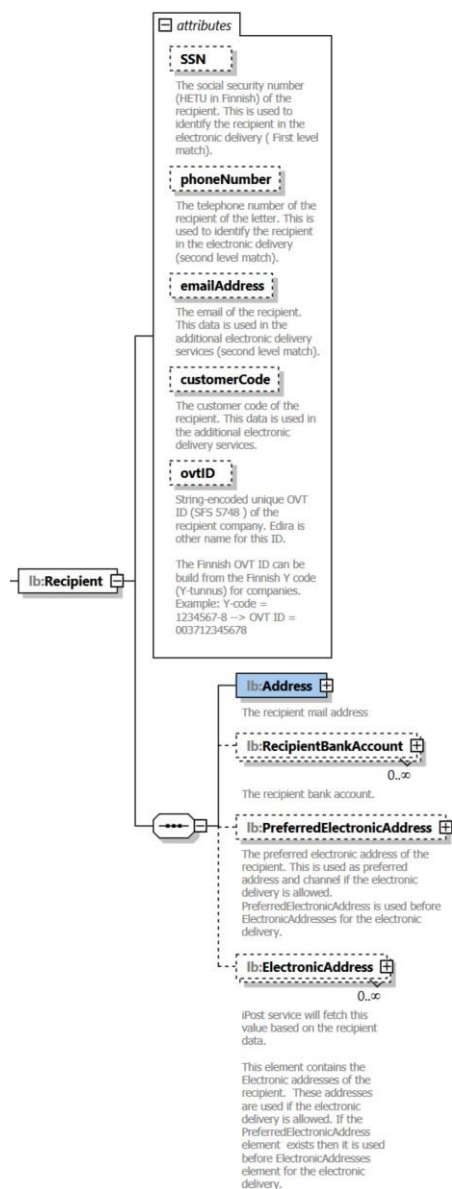 attributes
SSN
The social security number
(HETU in Finnish) of the
recipient. This is used to
identify the recipient in the
electronic delivery ( First level
match).
phoneNumber
The telephone number of the
recipient of the letter. This is
used to identify the recipient
in the electronic delivery
(second level match).
emailAddress
The email of the recipient.
This data is used in the
additional electronic delivery
services (second level match).
customerCode
The customer code of the
recipient. This data is used in
the additional electronic
delivery services.
ovtID
String-encoded unique OVT
ID (SFS 5748 ) of the
recipient company. Edira is
other name for this ID.
The Finnish OVT ID can be
build from the Finnish Y code
(Y-tunnus) for companies.
Example: Y-code =
1234567-8 --> OVT ID =
003712345678
lb:Recipient
lb:Address
The recipient mail address
lb:RecipientBankAccount
0..∞
The recipient bank account.
lb:PreferredElectronicAddress
The preferred electronic address of the
recipient. This is used as preferred
address and channel if the electronic
delivery is allowed.
PreferredElectronicAddress is used before
ElectronicAddresses for the electronic
delivery.
lb:ElectronicAddress
0..∞
iPost service will fetch this
value based on the recipient
data.
This element contains the
Electronic addresses of the
recipient.  These addresses
are used if the electronic
delivery is allowed. If the
PreferredElectronicAddress
element  exists then it is used
before ElectronicAddresses
element for the electronic
delivery.